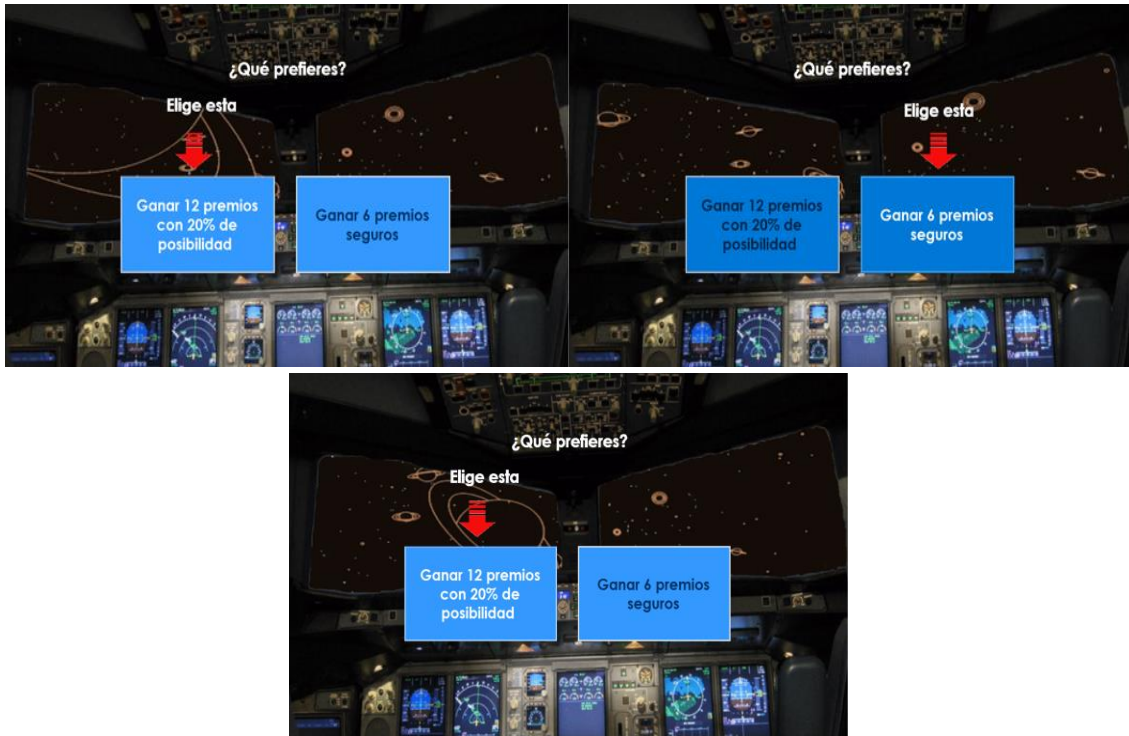 ¿Qué prefieres?
Elige esta
Ganar 12 premios
con 20% de
posibilidad
Ganar 6 premios
seguros
¿Qué prefieres?
Elige esta
Ganar 12 premios
con 20% de
posibilidad
Ganar 6 premios
seguros
¿Qué prefieres?
Elige esta
Ganar 12 premios
con 20% de
posibilidad
Ganar 6 premios
seguros